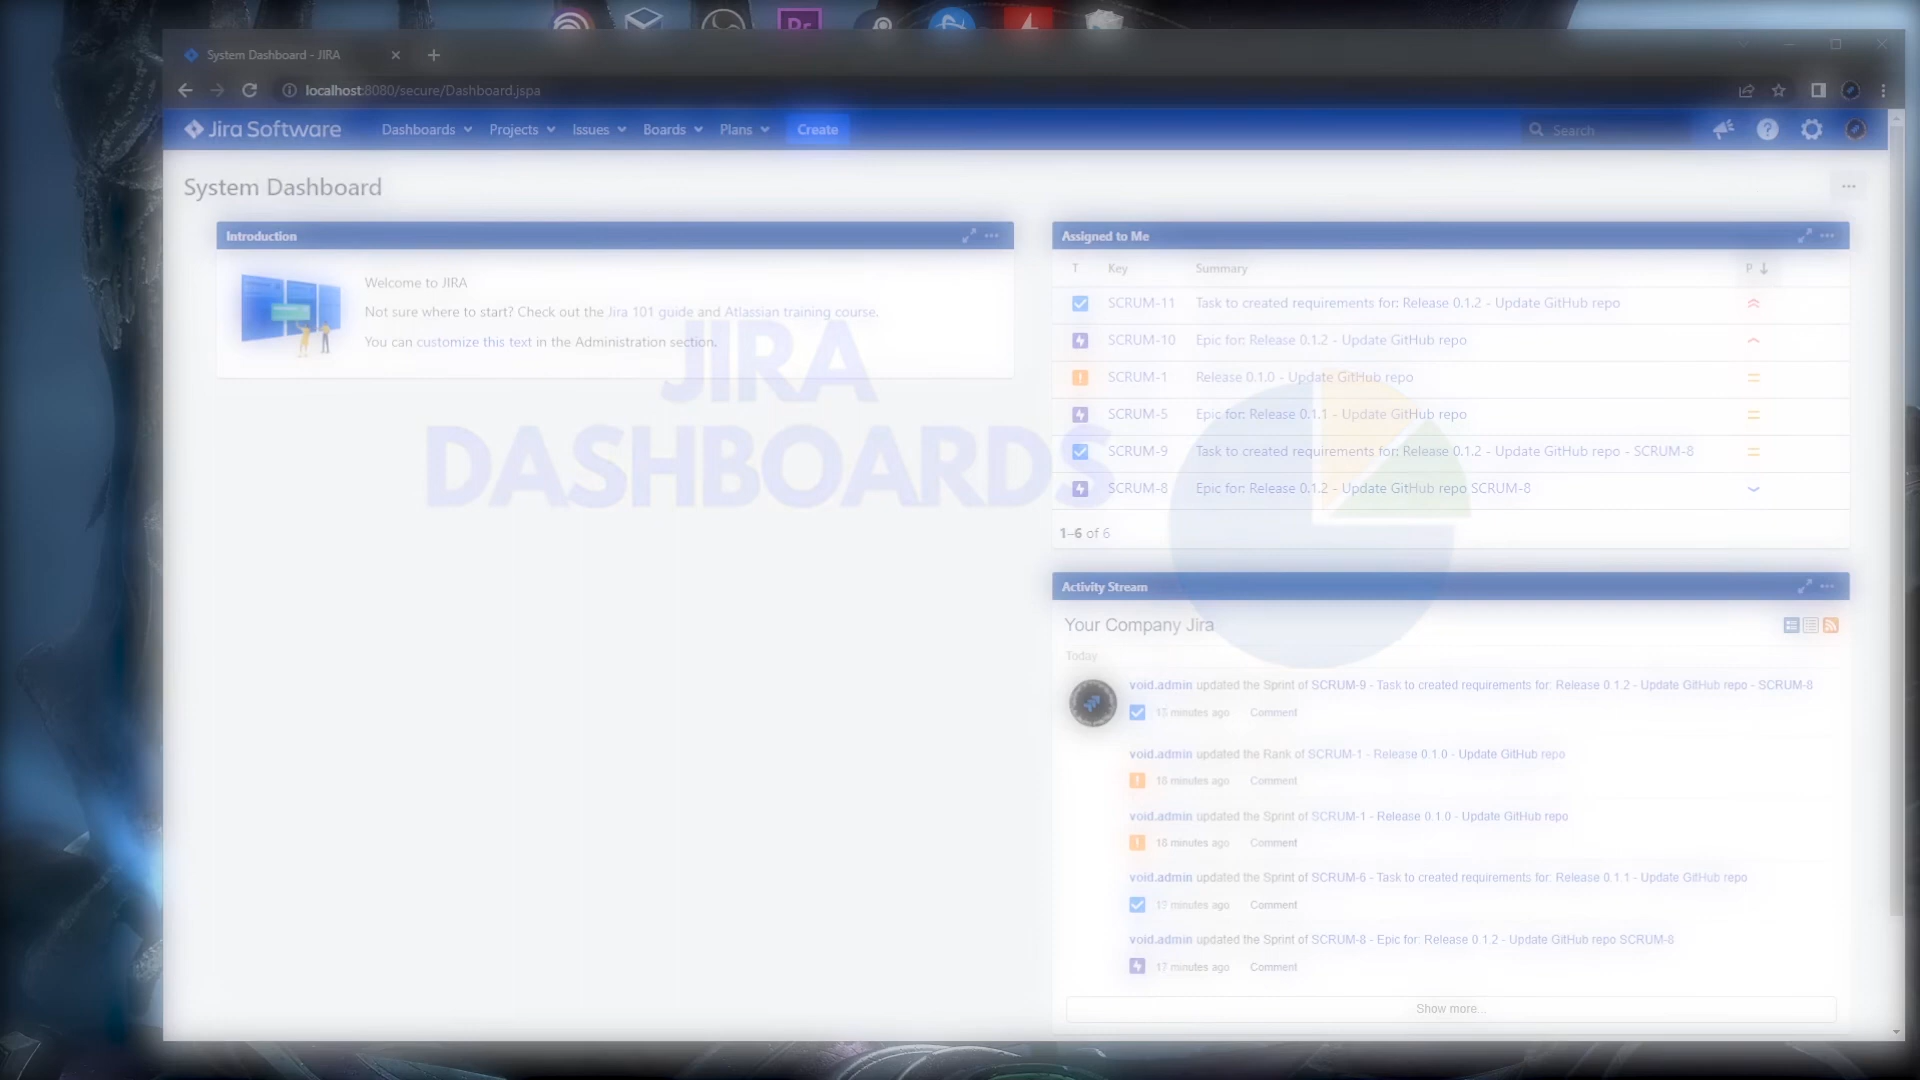 Pr
System Dashboard - JIRA
localhost:8080/secure/Dashboard.jspa
Jira Software Dashboards Projects Issues Boards Plans Create Search
System Dashboard
Introduction
Welcome to JIRA
Not sure where to start? Check out the Jira 101 guide and Atlassian training course.
You can customize this text in the Administration section.
JIRA
DASHBOARDS
Assigned to Me
T Key Summary P
SCRUM-11 Task to created requirements for: Release 0.1.2 - Update GitHub repo
SCRUM-10 Epic for: Release 0.1.2 - Update GitHub repo
SCRUM-1 Release 0.1.0 - Update GitHub repo
SCRUM-5 Epic for: Release 0.1.1 - Update GitHub repo
SCRUM-9 Task to created requirements for: Release 0.1.2 - Update GitHub repo - SCRUM-8
SCRUM-8 Epic for: Release 0.1.2 - Update GitHub repo SCRUM-8
1–6 of 6
Activity Stream
Your Company Jira
Today
void.admin updated the Sprint of SCRUM-9 - Task to created requirements for: Release 0.1.2 - Update GitHub repo - SCRUM-8
minutes ago Comment
void.admin updated the Rank of SCRUM-1 - Release 0.1.0 - Update GitHub repo
minutes ago Comment
void.admin updated the Sprint of SCRUM-1 - Release 0.1.0 - Update GitHub repo
minutes ago Comment
void.admin updated the Sprint of SCRUM-6 - Task to created requirements for: Release 0.1.1 - Update GitHub repo
minutes ago Comment
void.admin updated the Sprint of SCRUM-8 - Epic for: Release 0.1.2 - Update GitHub repo SCRUM-8
17 minutes ago Comment
Show more...